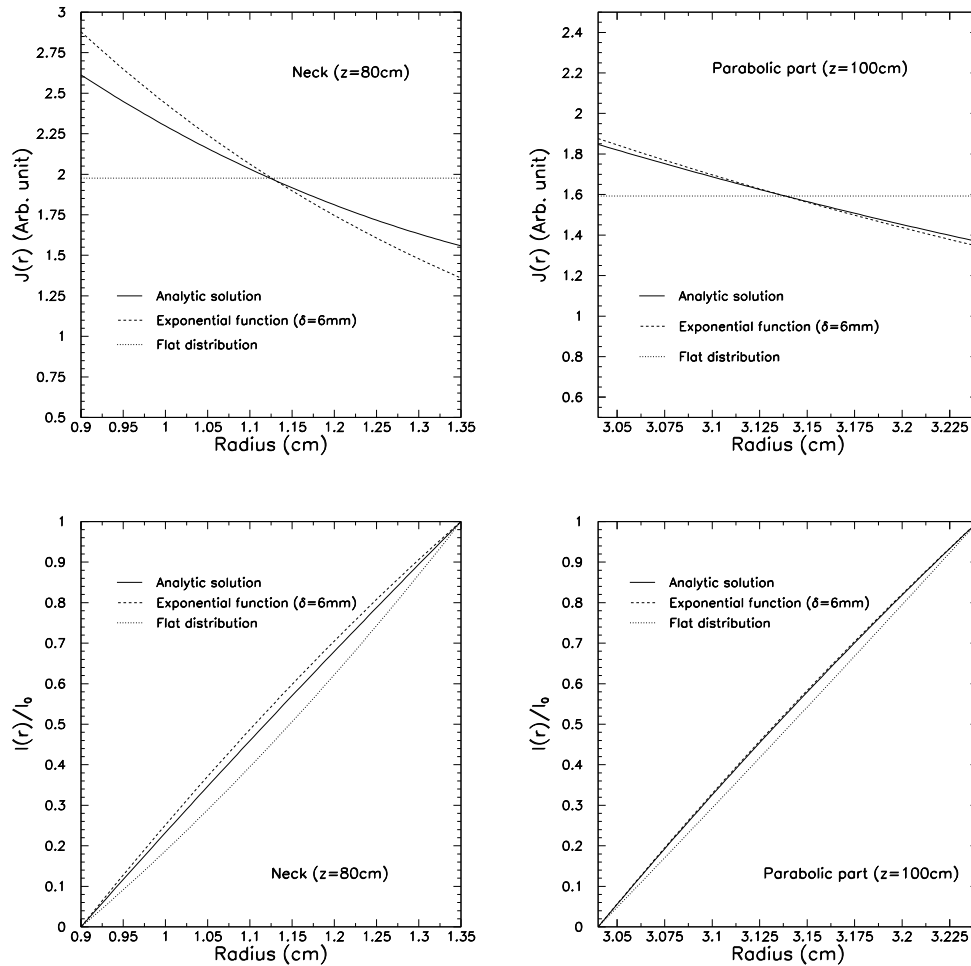 3
2.75
2.5
2.25
2
1.75
1.5
1.25
1
0.75
0.5
J(r) (Arb. unit)
Neck (z=80cm)
Analytic solution
Exponential function (δ=6mm)
Flat distribution
0.9 0.95 1 1.05 1.1 1.15 1.2 1.25 1.3 1.35
Radius (cm)
2.4
2.2
2
1.8
1.6
1.4
1.2
1
0.8
0.6
J(r) (Arb. unit)
Parabolic part (z=100cm)
Analytic solution
Exponential function (δ=6mm)
Flat distribution
3.05 3.075 3.1 3.125 3.15 3.175 3.2 3.225
Radius (cm)
1
0.9
0.8
0.7
0.6
0.5
0.4
0.3
0.2
0.1
0
I(r)/I₀
Analytic solution
Exponential function (δ=6mm)
Flat distribution
Neck (z=80cm)
0.9 0.95 1 1.05 1.1 1.15 1.2 1.25 1.3 1.35
Radius (cm)
1
0.9
0.8
0.7
0.6
0.5
0.4
0.3
0.2
0.1
0
I(r)/I₀
Analytic solution
Exponential function (δ=6mm)
Flat distribution
Parabolic part (z=100cm)
3.05 3.075 3.1 3.125 3.15 3.175 3.2 3.225
Radius (cm)